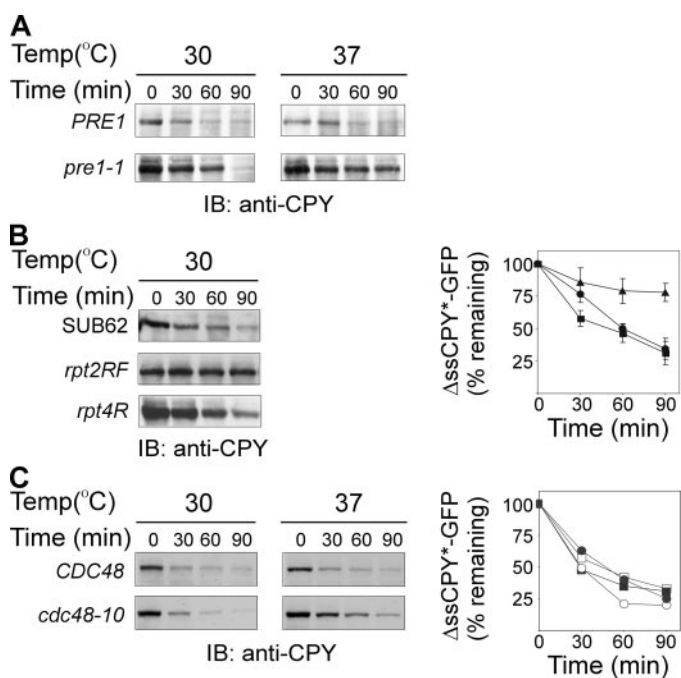 A
Temp(°C) 30 37
Time (min) 0 30 60 90 0 30 60 90
PRE1
pre1-1
IB: anti-CPY
B
Temp(°C) 30
Time (min) 0 30 60 90
SUB62
rpt2RF
rpt4R
IB: anti-CPY
ΔssCPY*-GFP
(% remaining)
100
75
50
25
0 30 60 90
Time (min)
C
Temp(°C) 30 37
Time (min) 0 30 60 90 0 30 60 90
CDC48
cdc48-10
IB: anti-CPY
ΔssCPY*-GFP
(% remaining)
100
75
50
25
0 30 60 90
Time (min)